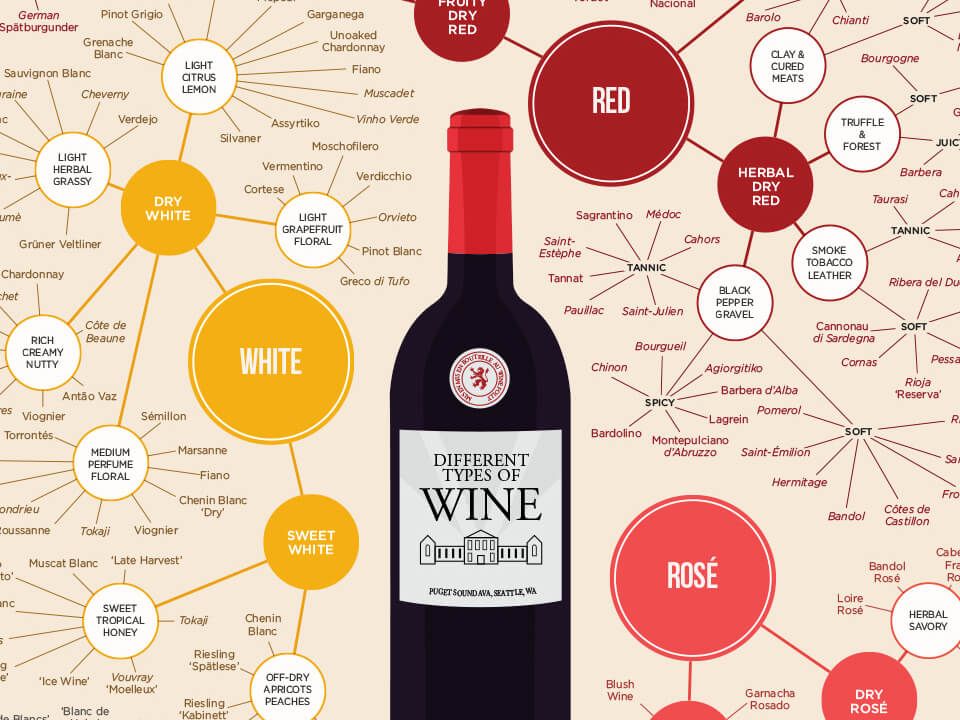 German
Spätburgunder
Pinot Grigio
Garganega
Grenache
Blanc
Unoaked
Chardonnay
LIGHT
CITRUS
LEMON
Fiano
Muscadet
Vinho Verde
Assyrtiko
Silvaner
Sauvignon Blanc
Cheverny
Verdejo
LIGHT
HERBAL
GRASSY
Grüner Veltliner
DRY
WHITE
Moschofilero
Vermentino
Verdicchio
Cortese
LIGHT
GRAPEFRUIT
FLORAL
Orvieto
Pinot Blanc
Greco di Tufo
Chardonnay
Côte de
Beaune
RICH
CREAMY
NUTTY
Antão Vaz
Viognier
WHITE
Sémillon
Torrontés
Marsanne
MEDIUM
PERFUME
FLORAL
Fiano
Chenin Blanc
‘Dry’
Tokaji
Viognier
SWEET
WHITE
‘Late Harvest’
Muscat Blanc
SWEET
TROPICAL
HONEY
Tokaji
‘Ice Wine’
Vouvray
‘Moelleux’
Chenin
Blanc
Riesling
‘Spätlese’
OFF-DRY
APRICOTS
PEACHES
Riesling
‘Kabinett’
‘Blanc de
FRUITY
DRY
RED
RED
Nacional
Barolo
Chianti
SOFT
CLAY &
CURED
MEATS
Bourgogne
SOFT
TRUFFLE
&
FOREST
Barbera
HERBAL
DRY
RED
Taurasi
TANNIC
SMOKE
TOBACCO
LEATHER
Cannonau
di Sardegna
SOFT
Cornas
Rioja
‘Reserva’
Sagrantino
Médoc
Cahors
Saint-
Estèphe
TANNIC
Tannat
Pauillac
Saint-Julien
BLACK
PEPPER
GRAVEL
Bourgueil
Chinon
Agiorgitiko
Barbera d’Alba
SPICY
Lagrein
Bardolino
Montepulciano
d’Abruzzo
Pomerol
SOFT
Saint-Émilion
Hermitage
Bandol
Côtes de
Castillon
DIFFERENT
TYPES OF
WINE
PUGET SOUND AVA, SEATTLE, WA
ROSÉ
Bandol
Rosé
Loire
Rosé
HERBAL
SAVORY
DRY
ROSÉ
Blush
Wine
Garnacha
Rosado